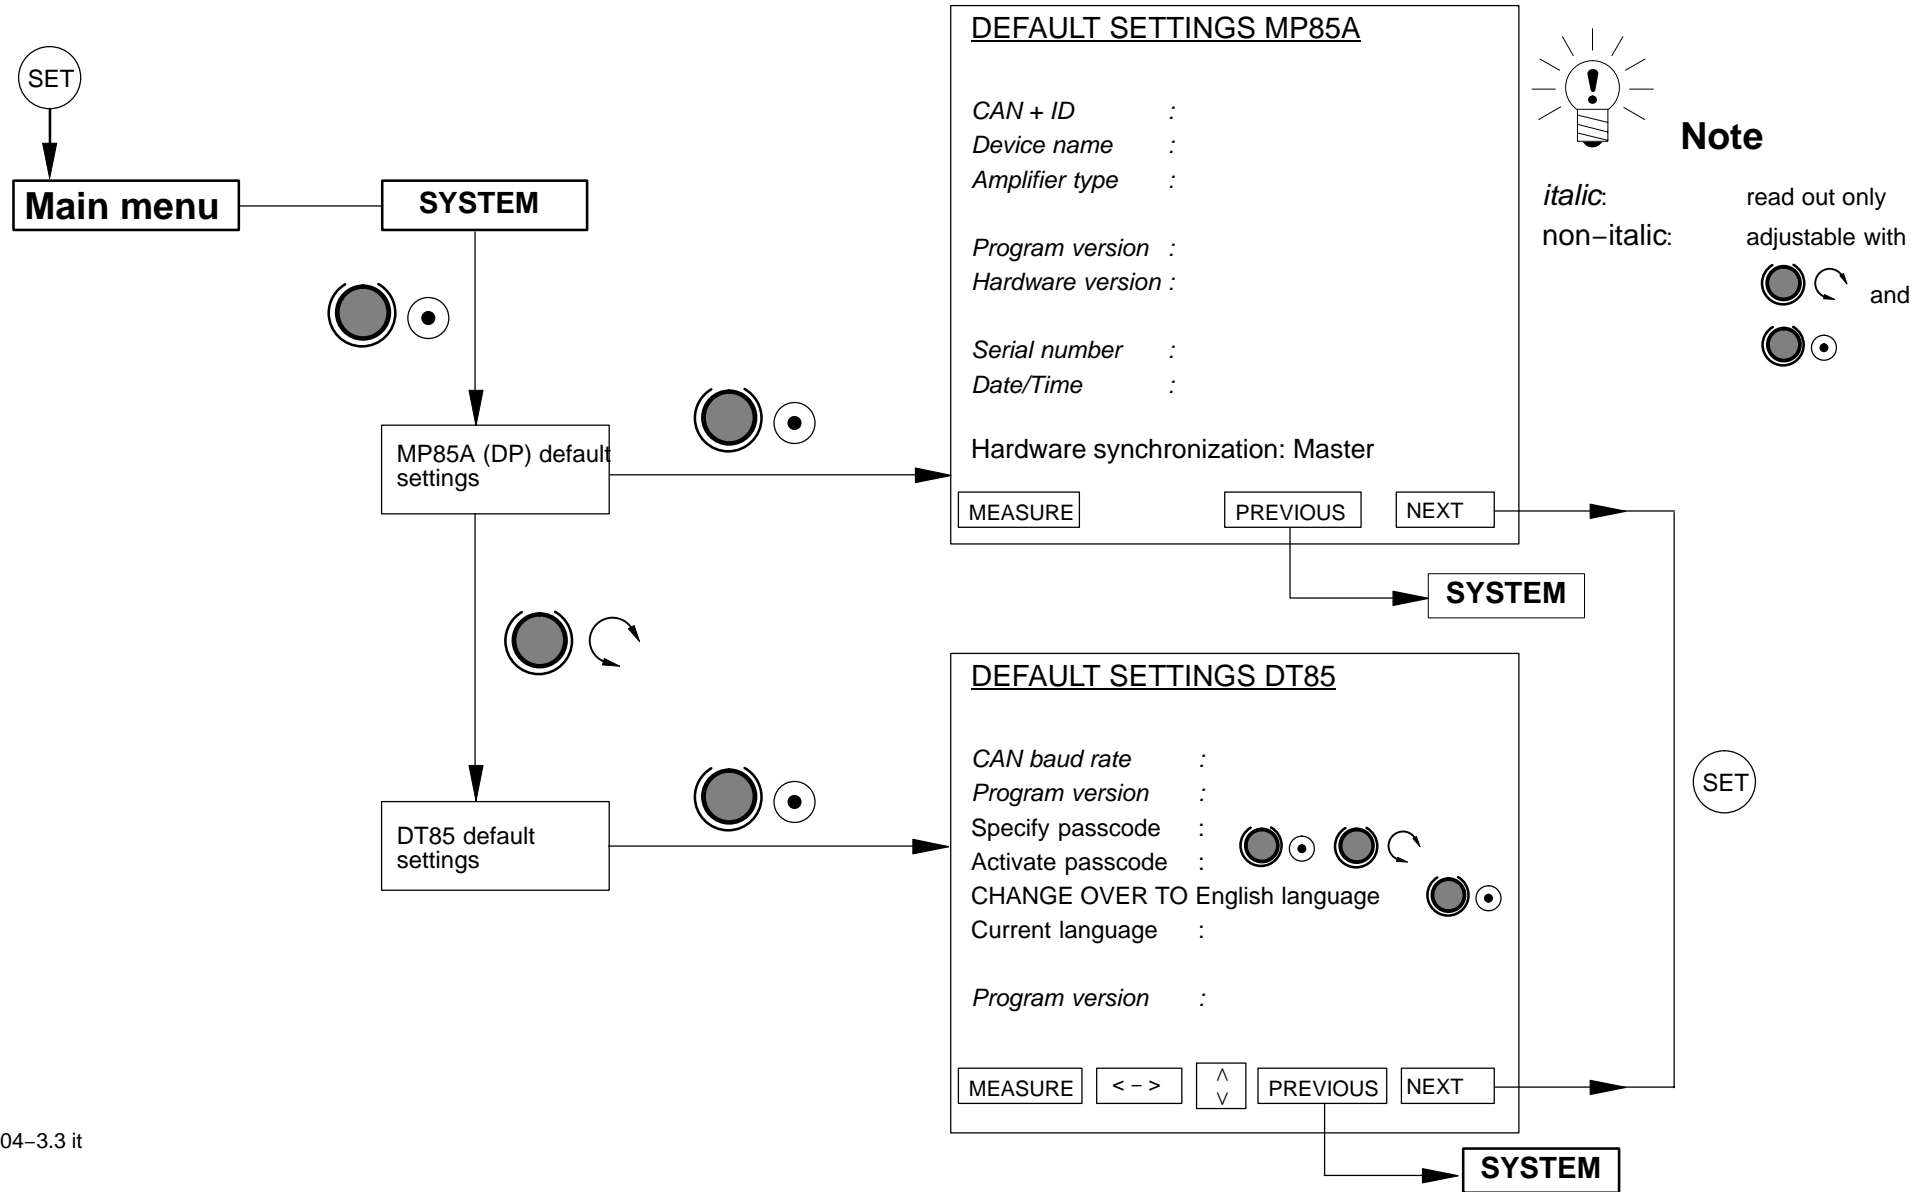 SET
Main menu
SYSTEM
MP85A (DP) default
settings
DT85 default
settings
DEFAULT SETTINGS MP85A
CAN + ID :
Device name :
Amplifier type :
Program version :
Hardware version :
Serial number :
Date/Time :
Hardware synchronization: Master
MEASURE PREVIOUS NEXT
SYSTEM
Note
italic: read out only
non−italic: adjustable with
and
DEFAULT SETTINGS DT85
CAN baud rate :
Program version :
Specify passcode :
Activate passcode :
CHANGE OVER TO English language
Current language :
Program version :
MEASURE < − > ^ v PREVIOUS NEXT
SET
SYSTEM
04−3.3 it